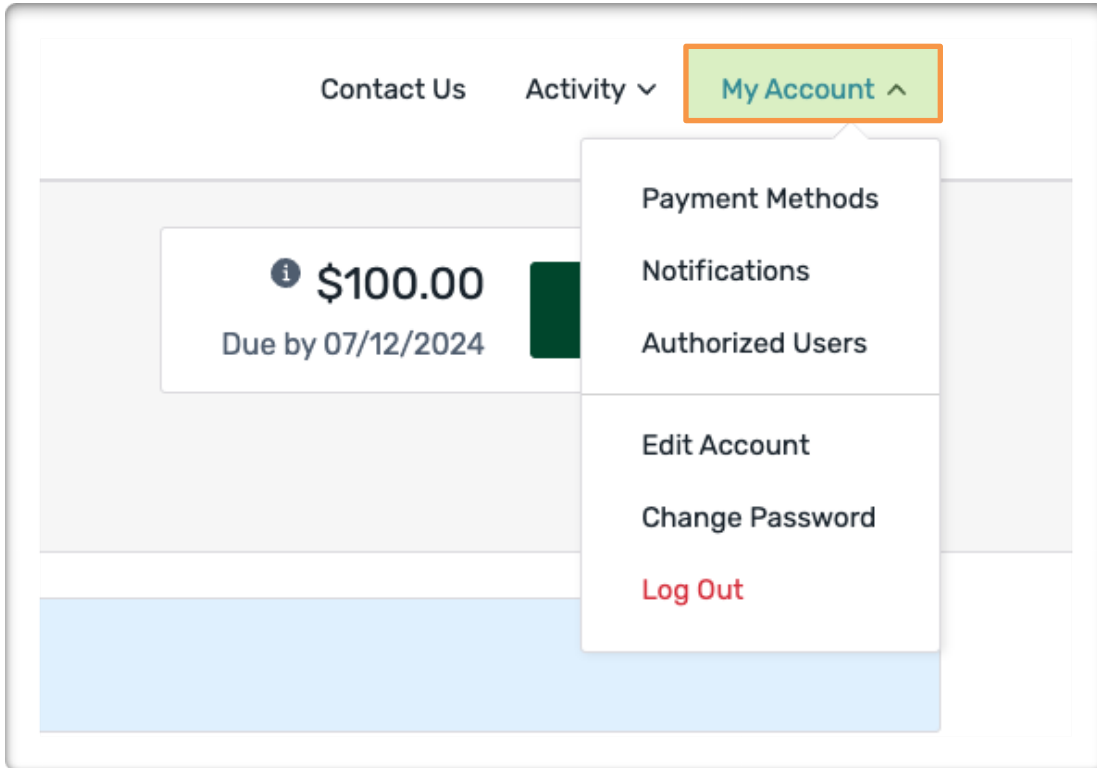 Contact Us Activity My Account
Payment Methods
Notifications
Authorized Users
Edit Account
Change Password
Log Out
$100.00
Due by 07/12/2024